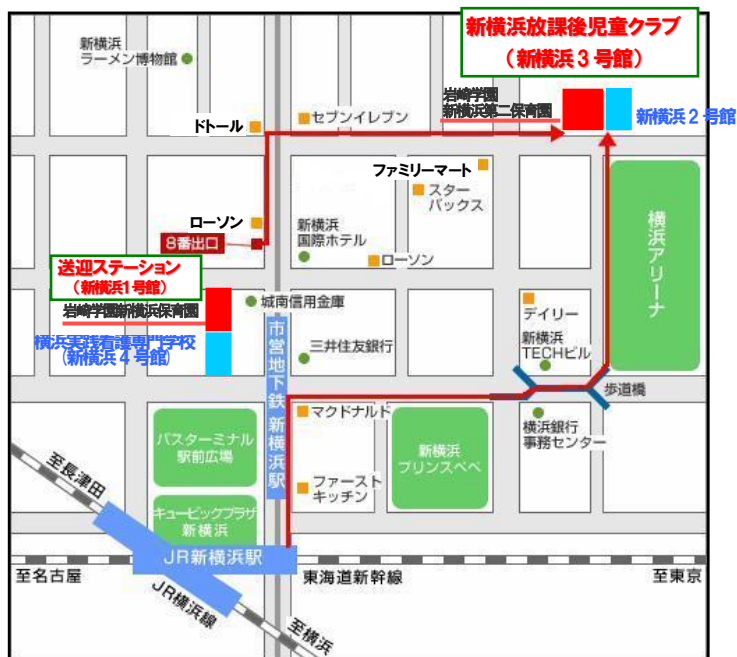 新横浜放課後児童クラブ
（新横浜３号館）
新横浜
ラーメン博物館
岩崎学園
新横浜第二保育園
新横浜２号館
ドトール
セブンイレブン
ファミリーマート
スター
バックス
ローソン
8番出口
新横浜
国際ホテル
ローソン
横浜アリーナ
送迎ステーション
（新横浜1号館）
岩崎学園新横浜保育園
横浜実践看護専門学校
（新横浜４号館）
城南信用金庫
三井住友銀行
市営地下鉄 新横浜駅
デイリー
新横浜
TECHビル
歩道橋
マクドナルド
横浜銀行
事務センター
バスターミナル
駅前広場
新横浜
プリンスペペ
ファースト
キッチン
キュービックプラザ
新横浜
至長津田
JR新横浜駅
至名古屋
東海道新幹線
至東京
JR横浜線
至横浜